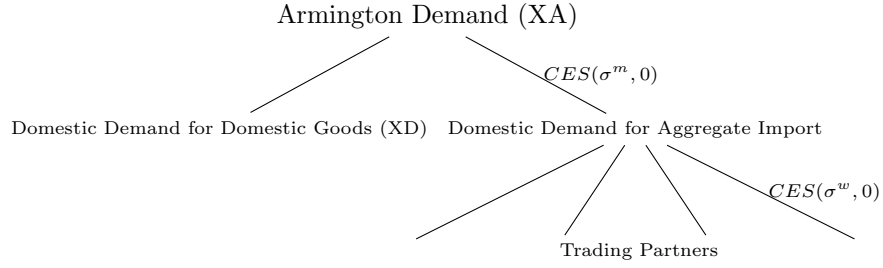 Armington Demand (XA)
CES(σ^m, 0)
Domestic Demand for Domestic Goods (XD)
Domestic Demand for Aggregate Import
CES(σ^w, 0)
Trading Partners